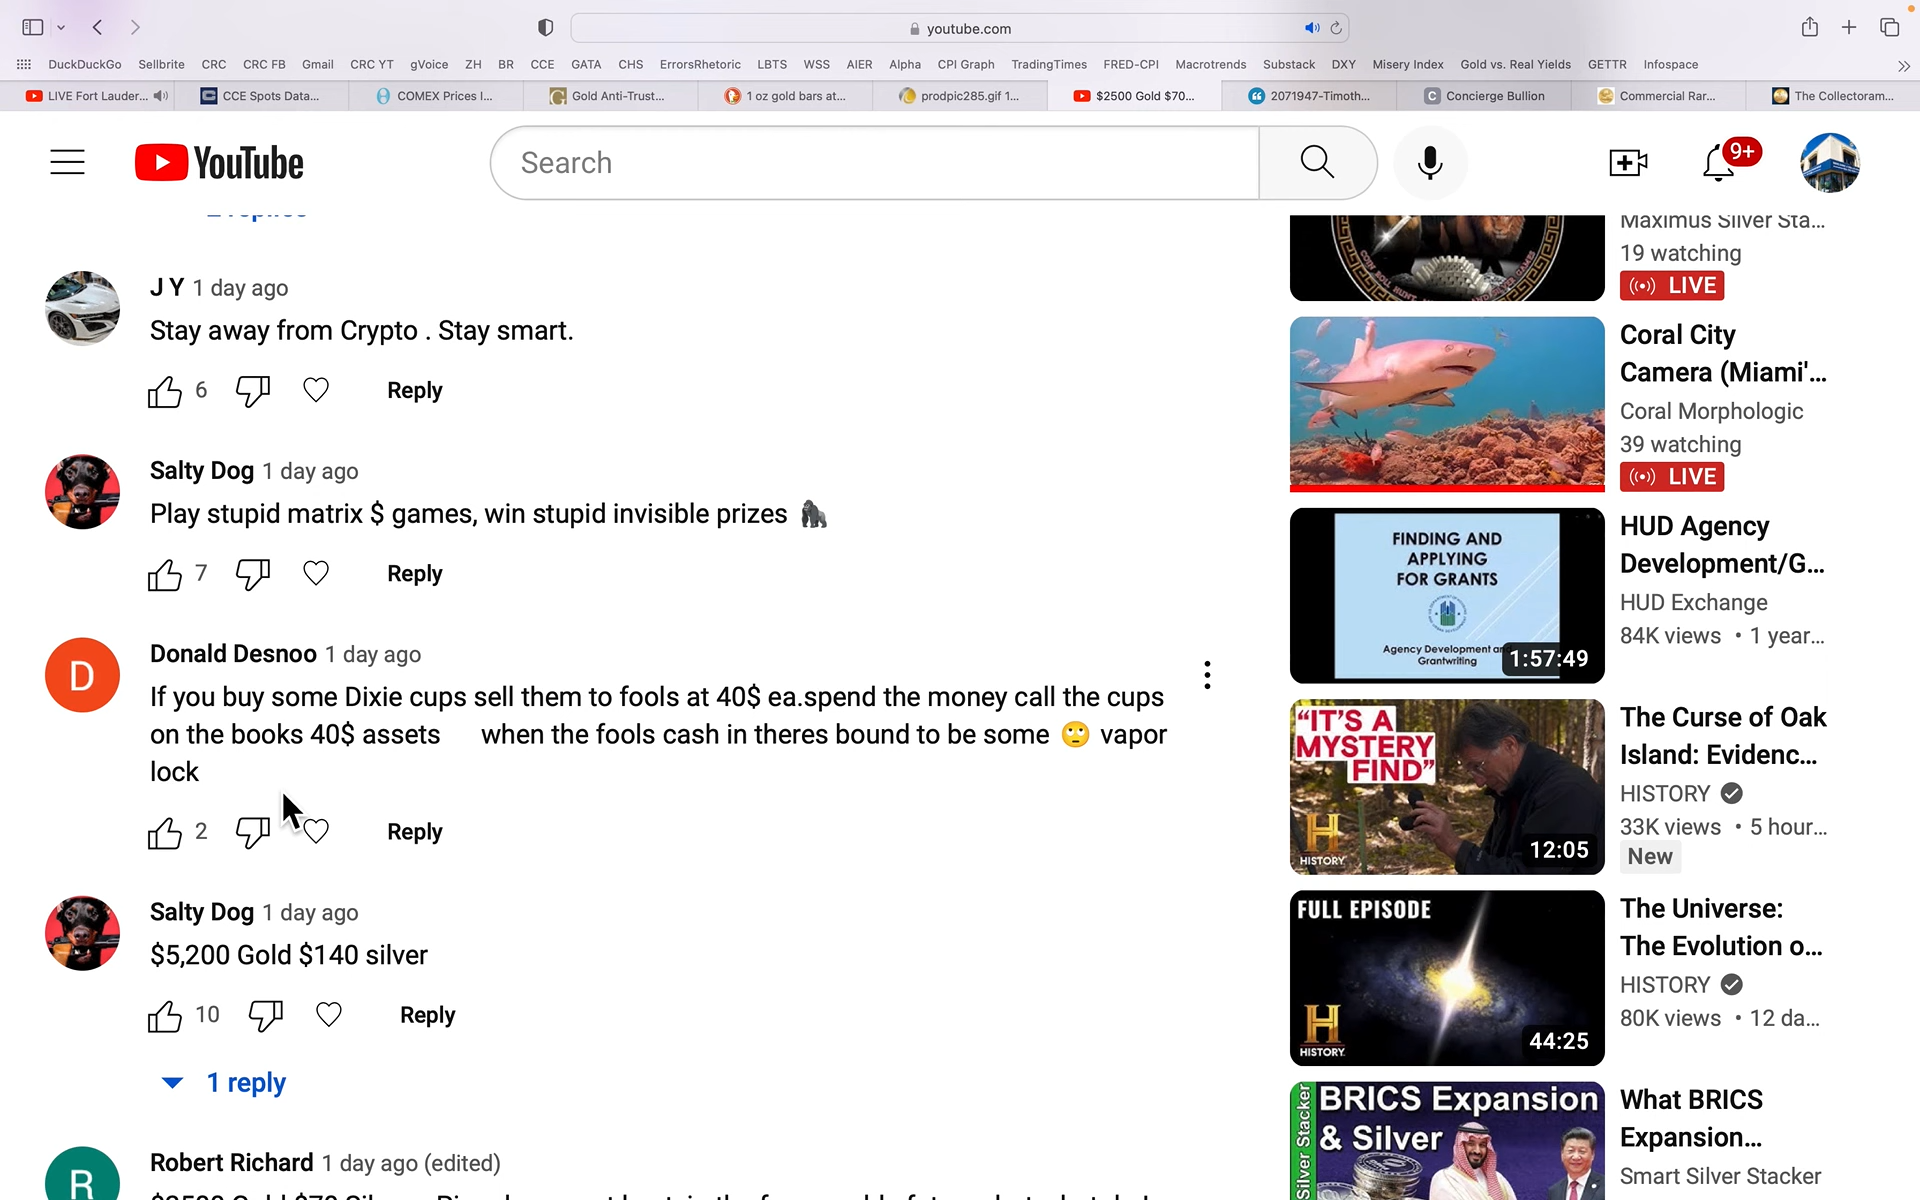 youtube.com
DuckDuckGo Sellbrite CRC CRC FB Gmail CRC YT gVoice ZH BR CCE GATA CHS ErrorsRhetoric LBTS WSS AIER Alpha CPI Graph TradingTimes FRED-CPI Macrotrends Substack DXY Misery Index Gold vs. Real Yields GETTR Infospace
LIVE Fort Lauder... CCE Spots Data... COMEX Prices I... Gold Anti-Trust... 1 oz gold bars at... prodpic285.gif 1... $2500 Gold $70... 2071947-Timoth... Concierge Bullion Commercial Rar... The Collectoram...
YouTube
Search
9+
2 replies
J Y 1 day ago
Stay away from Crypto . Stay smart.
6 Reply
Salty Dog 1 day ago
Play stupid matrix $ games, win stupid invisible prizes 🦍
7 Reply
D
Donald Desnoo 1 day ago
If you buy some Dixie cups sell them to fools at 40$ ea.spend the money call the cups
on the books 40$ assets when the fools cash in theres bound to be some 🙄 vapor
lock
2 Reply
Salty Dog 1 day ago
$5,200 Gold $140 silver
10 Reply
1 reply
R
Robert Richard 1 day ago (edited)
Maximus Silver Sta...
19 watching
LIVE
Coral City
Camera (Miami'...
Coral Morphologic
39 watching
LIVE
FINDING AND
APPLYING
FOR GRANTS
Agency Development and
Grantwriting
1:57:49
HUD Agency
Development/G...
HUD Exchange
84K views • 1 year...
"IT'S A
MYSTERY
FIND"
H
HISTORY
12:05
The Curse of Oak
Island: Evidenc...
HISTORY
33K views • 5 hour...
New
FULL EPISODE
H
HISTORY
44:25
The Universe:
The Evolution o...
HISTORY
80K views • 12 da...
Silver Stacker
BRICS Expansion
& Silver
What BRICS
Expansion...
Smart Silver Stacker